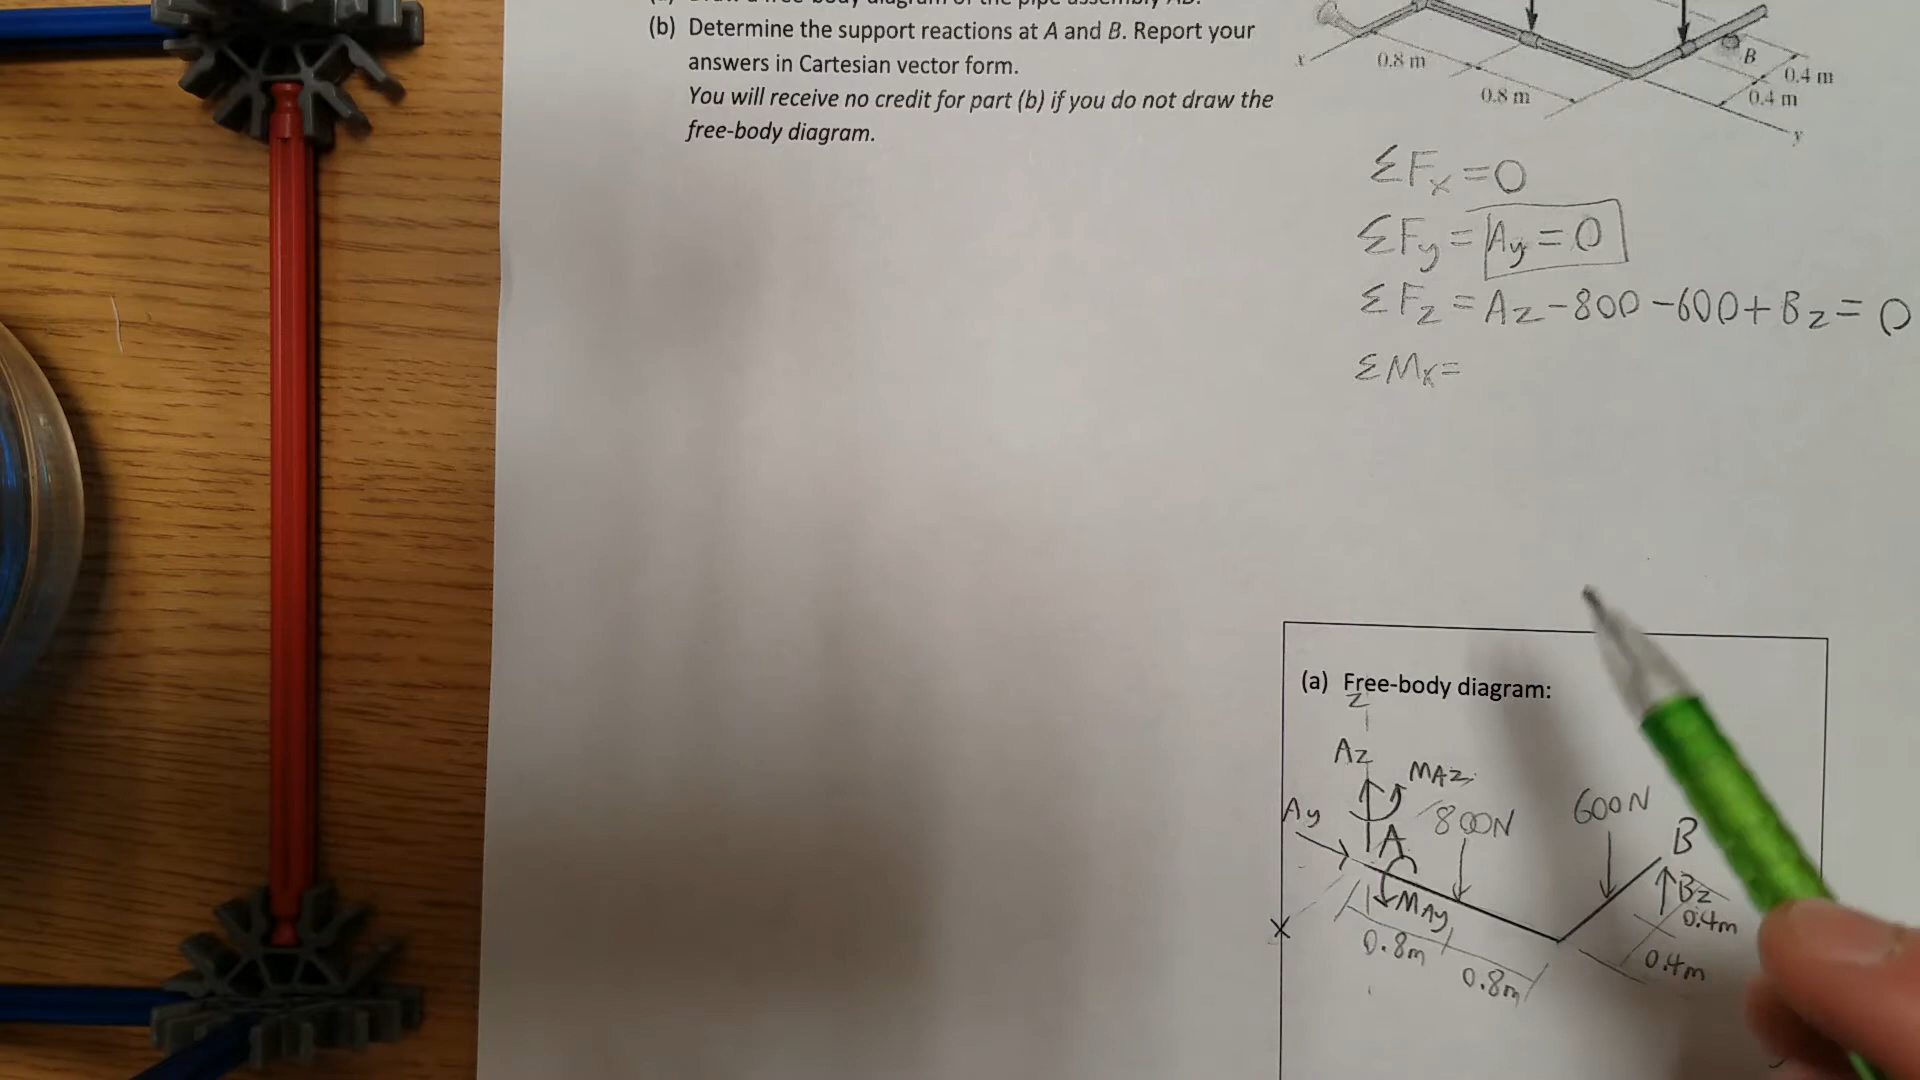 (b) Determine the support reactions at A and B. Report your
answers in Cartesian vector form.
You will receive no credit for part (b) if you do not draw the
free-body diagram.
x
0.8 m
0.8 m
B
0.4 m
0.4 m
y
ΣFx=0
ΣFy=Ay=0
ΣFz=Az-800-600+Bz=0
ΣMx=
(a) Free-body diagram:
z
Az
MAz
Ay
A
800N
600N
B
Bz
MAy
x
0.8m
0.8m
0.4m
0.4m